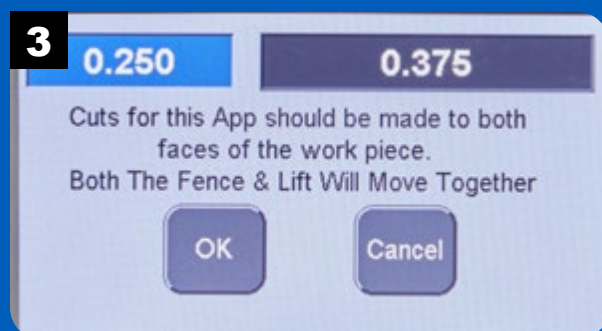 3
0.250 0.375
Cuts for this App should be made to both
faces of the work piece.
Both The Fence & Lift Will Move Together
OK Cancel